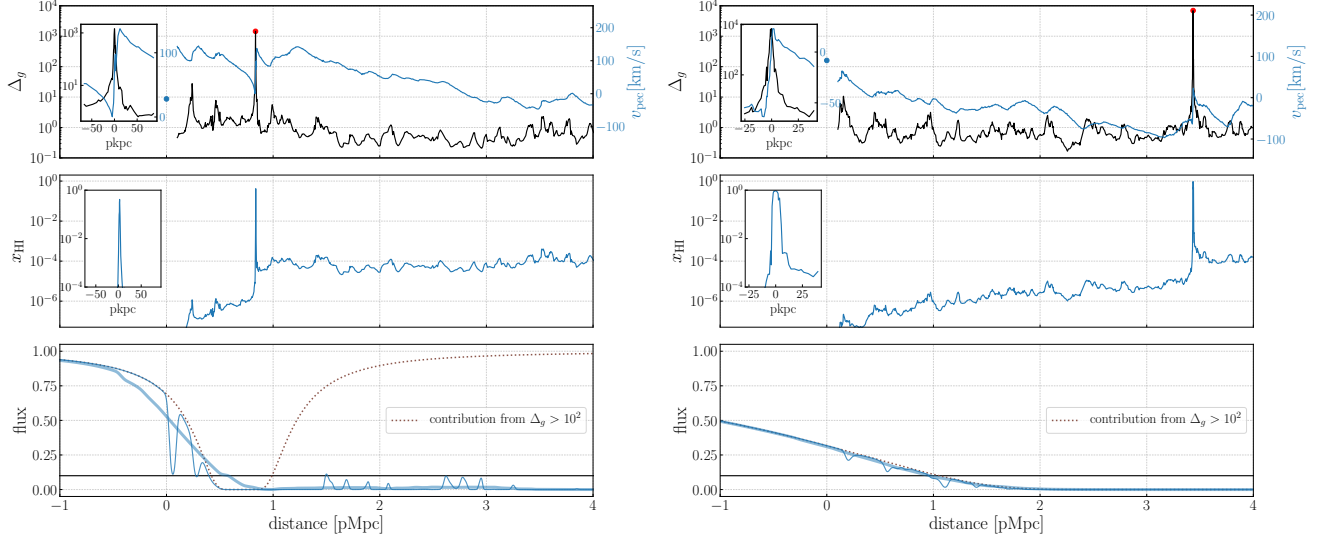 10⁴
10³
10²
10¹
10⁰
10⁻¹
Δg
10³
10¹
100
0
−50 0 50
pkpc
200
100
0
−100
vpec[km/s]
10⁴
10³
10²
10¹
10⁰
10⁻¹
Δg
10⁴
10²
0
−50
−25 0 25
pkpc
200
100
0
−100
vpec[km/s]
10⁰
10⁻²
10⁻⁴
10⁻⁶
xHI
10⁰
10⁻²
10⁻⁴
−50 0 50
pkpc
10⁰
10⁻²
10⁻⁴
10⁻⁶
xHI
10⁰
10⁻²
10⁻⁴
−25 0 25
pkpc
1.00
0.75
0.50
0.25
0.00
flux
contribution from Δg > 10²
−1 0 1 2 3 4
distance [pMpc]
1.00
0.75
0.50
0.25
0.00
flux
contribution from Δg > 10²
−1 0 1 2 3 4
distance [pMpc]